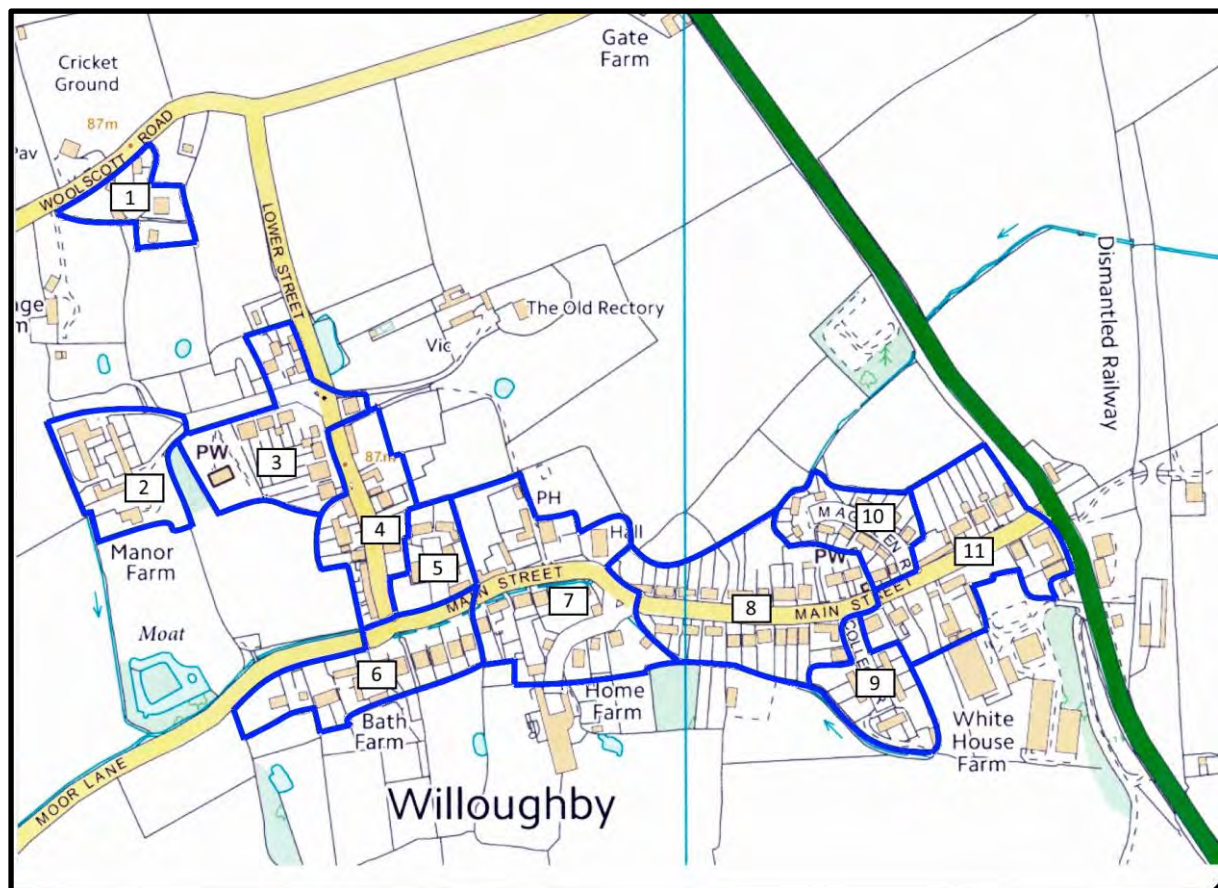 Cricket
Ground
87m
Pav
WOOLSCOTT ROAD
1
LOWER STREET
Gate
Farm
Dismantled Railway
The Old Rectory
Vic
PW
3
2
87m
4
PH
Hall
5
MAIN STREET
7
10
PW
11
8
MAIN STREET
9
Manor
Farm
Moat
6
Bath
Farm
Home
Farm
White
House
Farm
MOOR LANE
Willoughby